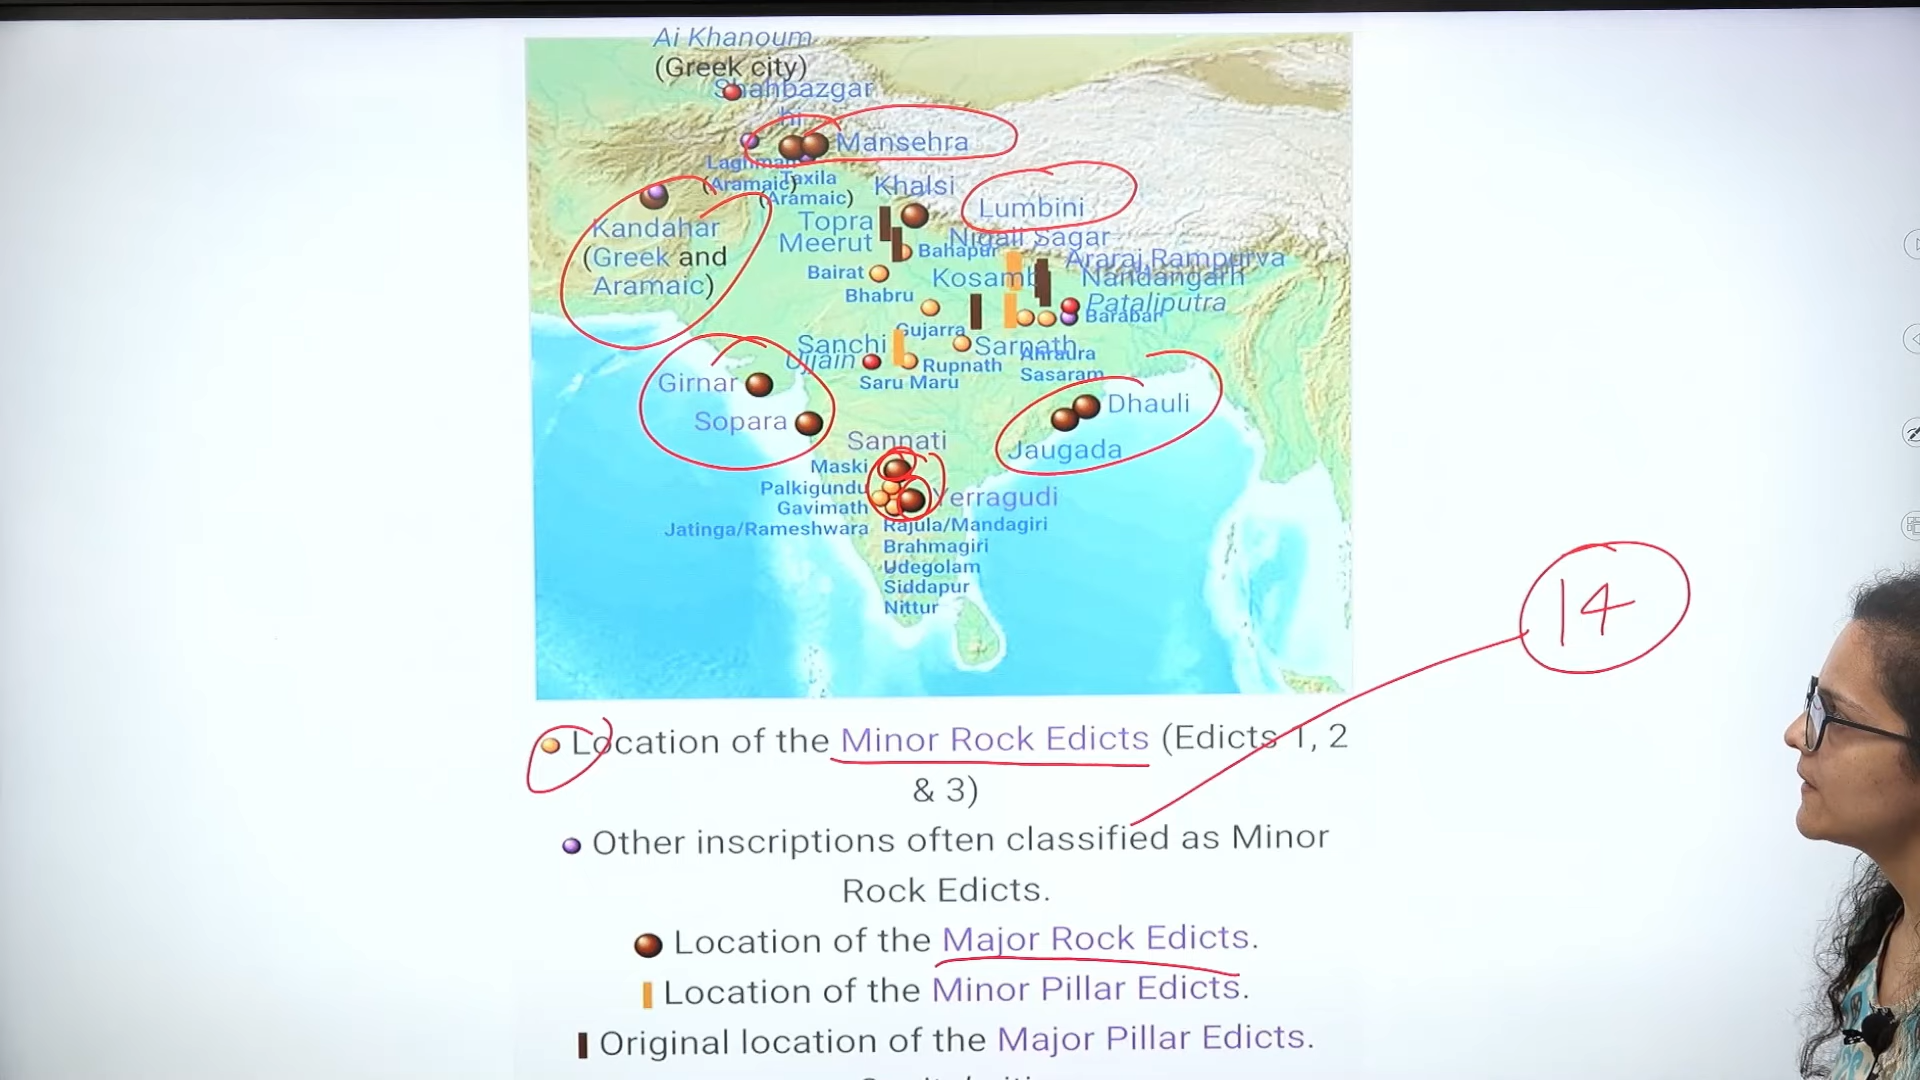 Ai Khanoum
(Greek city)
Shahbazgar
hi
Mansehra
Laghman
(Aramaic)
Taxila
(Aramaic)
Khalsi
Lumbini
Kandahar
(Greek and
Aramaic)
Topra
Meerut
Nigali Sagar
Bahapur
Araraj Rampurva
Bairat
Kosamb
Nandangarh
Bhabru
Pataliputra
Barabar
Gujarra
Sanchi
Sarnath
Ujjain
Rupnath
Ahraura
Saru Maru
Sasaram
Girnar
Dhauli
Sopara
Sannati
Jaugada
Maski
Palkigundu
Yerragudi
Gavimath
Jatinga/Rameshwara
Rajula/Mandagiri
Brahmagiri
Udegolam
Siddapur
Nittur
14
Location of the Minor Rock Edicts (Edicts 1, 2
& 3)
Other inscriptions often classified as Minor
Rock Edicts.
Location of the Major Rock Edicts.
Location of the Minor Pillar Edicts.
Original location of the Major Pillar Edicts.